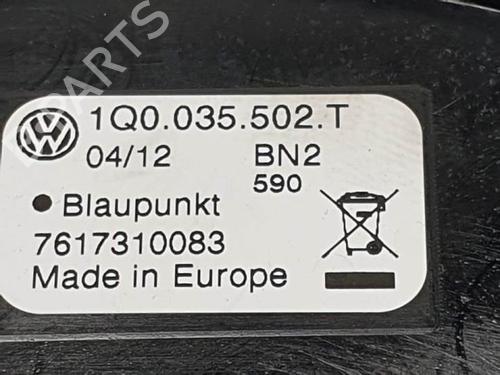 1Q0.035.502.T
04/12 BN2
590
● Blaupunkt
7617310083
Made in Europe